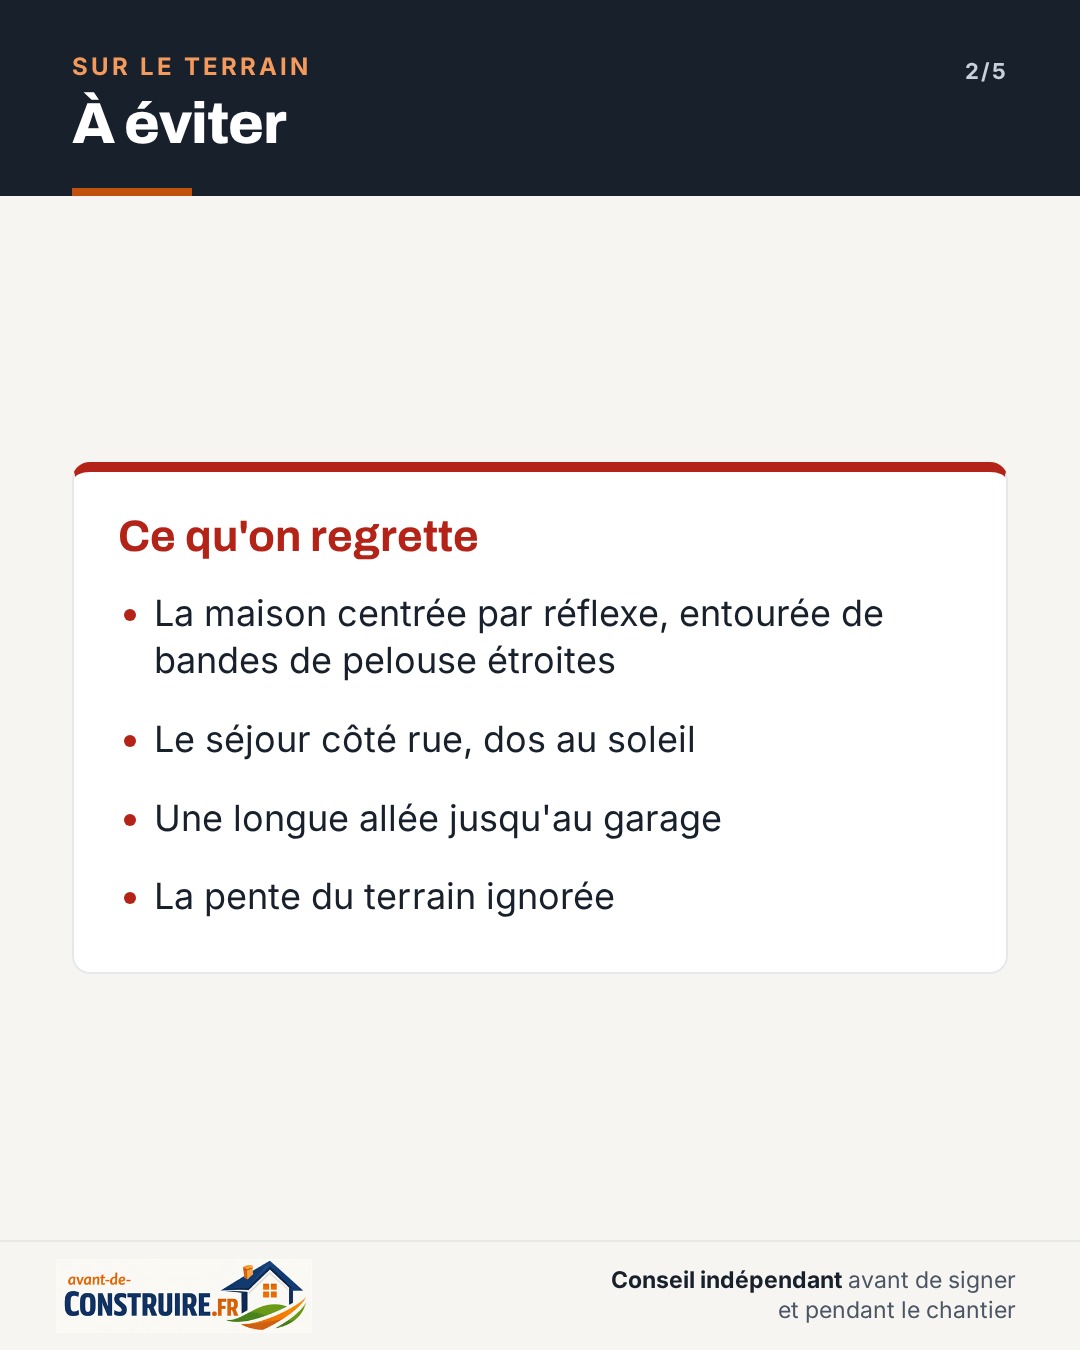 SUR LE TERRAIN
2/5
À éviter
Ce qu'on regrette
• La maison centrée par réflexe, entourée de
bandes de pelouse étroites
• Le séjour côté rue, dos au soleil
• Une longue allée jusqu'au garage
• La pente du terrain ignorée
avant-de-
CONSTRUIRE.FR
Conseil indépendant avant de signer
et pendant le chantier